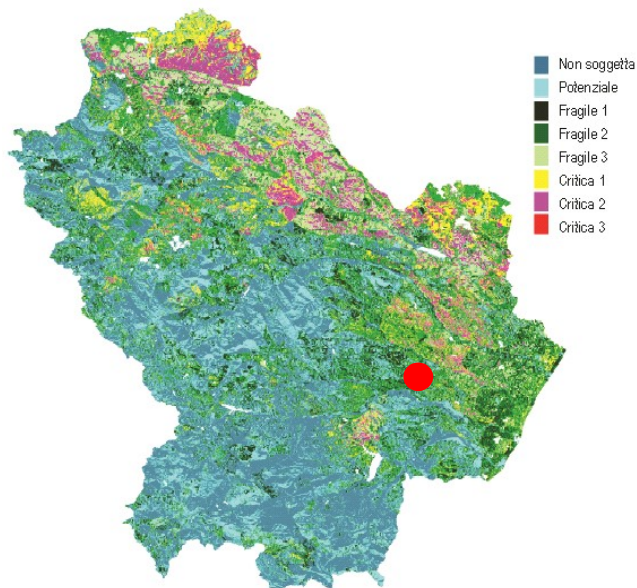 Non soggetta
Potenziale
Fragile 1
Fragile 2
Fragile 3
Critica 1
Critica 2
Critica 3